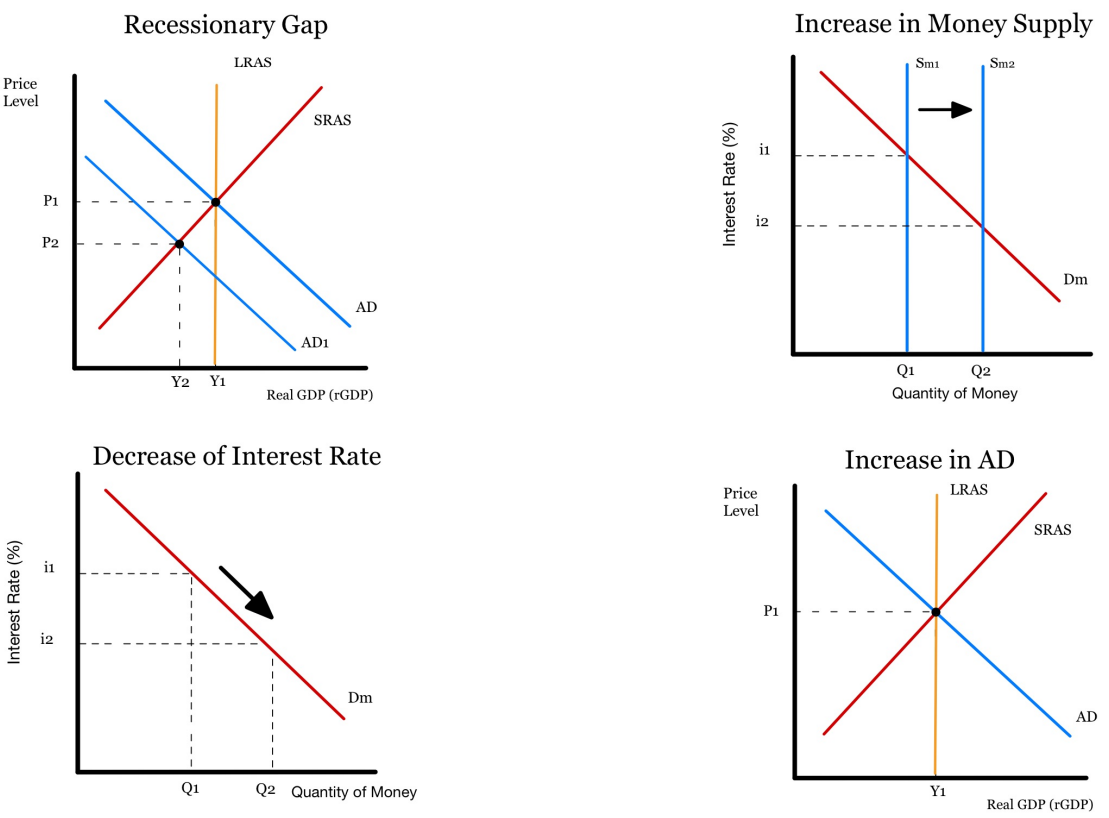 Recessionary Gap
LRAS
Price
Level
SRAS
P1
P2
AD
AD1
Y2
Y1
Real GDP (rGDP)
Increase in Money Supply
Sm1
Sm2
Interest Rate (%)
i1
i2
Dm
Q1
Q2
Quantity of Money
Decrease of Interest Rate
Interest Rate (%)
i1
i2
Dm
Q1
Q2
Quantity of Money
Increase in AD
Price
Level
LRAS
SRAS
P1
AD
Y1
Real GDP (rGDP)